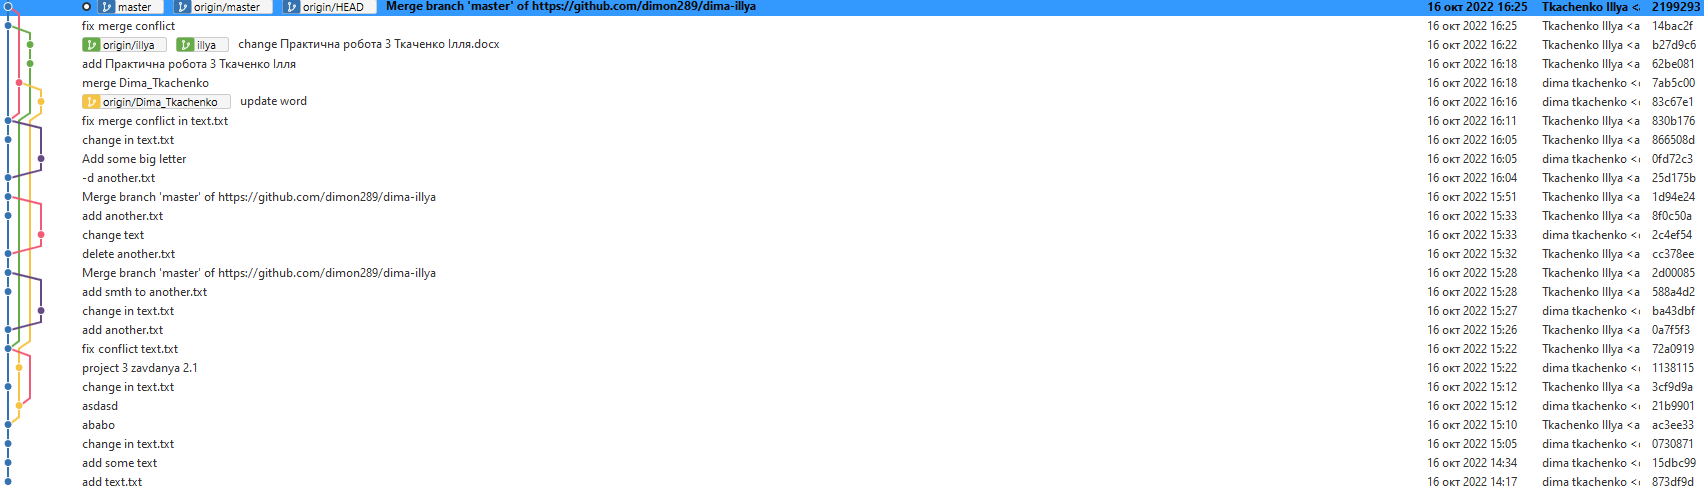 master origin/master origin/HEAD Merge branch 'master' of https://github.com/dimon289/dima-illya 16 окт 2022 16:25 Tkachenko Illya <a 2199293
fix merge conflict 16 окт 2022 16:25 Tkachenko Illya <a 14bac2f
origin/illya illya change Практична робота 3 Ткаченко Ілля.docx 16 окт 2022 16:22 Tkachenko Illya <a b27d9c6
add Практична робота 3 Ткаченко Ілля 16 окт 2022 16:18 Tkachenko Illya <a 62be081
merge Dima_Tkachenko 16 окт 2022 16:18 dima tkachenko < 7ab5c00
origin/Dima_Tkachenko update word 16 окт 2022 16:16 dima tkachenko < 83c67e1
fix merge conflict in text.txt 16 окт 2022 16:11 Tkachenko Illya <a 830b176
change in text.txt 16 окт 2022 16:05 Tkachenko Illya <a 866508d
Add some big letter 16 окт 2022 16:05 dima tkachenko < 0fd72c3
-d another.txt 16 окт 2022 16:04 Tkachenko Illya <a 25d175b
Merge branch 'master' of https://github.com/dimon289/dima-illya 16 окт 2022 15:51 Tkachenko Illya <a 1d94e24
add another.txt 16 окт 2022 15:33 Tkachenko Illya <a 8f0c50a
change text 16 окт 2022 15:33 dima tkachenko < 2c4ef54
delete another.txt 16 окт 2022 15:32 Tkachenko Illya <a cc378ee
Merge branch 'master' of https://github.com/dimon289/dima-illya 16 окт 2022 15:28 Tkachenko Illya <a 2d00085
add smth to another.txt 16 окт 2022 15:28 Tkachenko Illya <a 588a4d2
change in text.txt 16 окт 2022 15:27 dima tkachenko < ba43dbf
add another.txt 16 окт 2022 15:26 Tkachenko Illya <a 0a7f5f3
fix conflict text.txt 16 окт 2022 15:22 Tkachenko Illya <a 72a0919
project 3 zavdanya 2.1 16 окт 2022 15:22 dima tkachenko < 1138115
change in text.txt 16 окт 2022 15:12 Tkachenko Illya <a 3cf9d9a
asdasd 16 окт 2022 15:12 dima tkachenko < 21b9901
ababo 16 окт 2022 15:10 Tkachenko Illya <a ac3ee33
change in text.txt 16 окт 2022 15:05 dima tkachenko < 0730871
add some text 16 окт 2022 14:34 dima tkachenko < 15dbc99
add text.txt 16 окт 2022 14:17 dima tkachenko < 873df9d